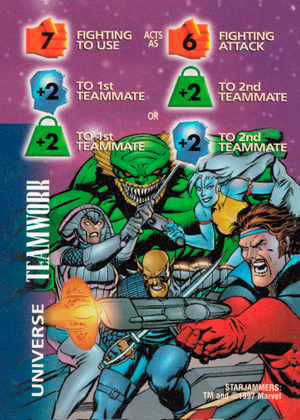 7 FIGHTING TO USE ACTS AS 6 FIGHTING ATTACK
+2 TO 1st TEAMMATE +2 TO 2nd TEAMMATE
OR
+2 TO 1st TEAMMATE +2 TO 2nd TEAMMATE
UNIVERSE TEAMWORK
STARJAMMERS:
TM and ©1997 Marvel